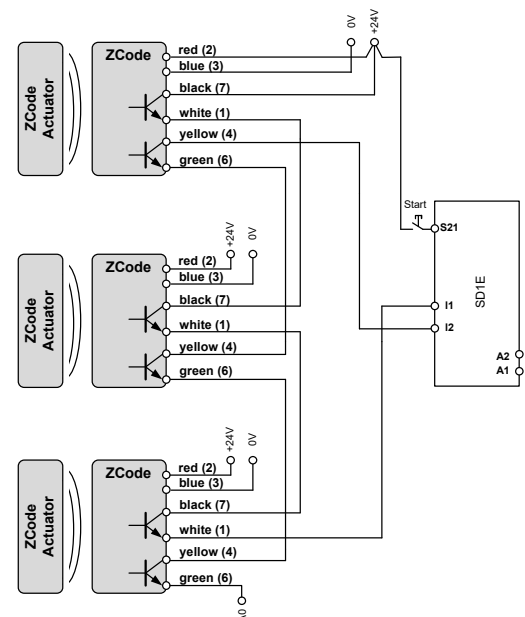 0V
+24V
ZCode
Actuator
ZCode
red (2)
blue (3)
black (7)
white (1)
yellow (4)
green (6)
Start
S21
SD1E
I1
I2
A2
A1
ZCode
Actuator
ZCode
+24V
0V
red (2)
blue (3)
black (7)
white (1)
yellow (4)
green (6)
ZCode
Actuator
ZCode
+24V
0V
red (2)
blue (3)
black (7)
white (1)
yellow (4)
green (6)